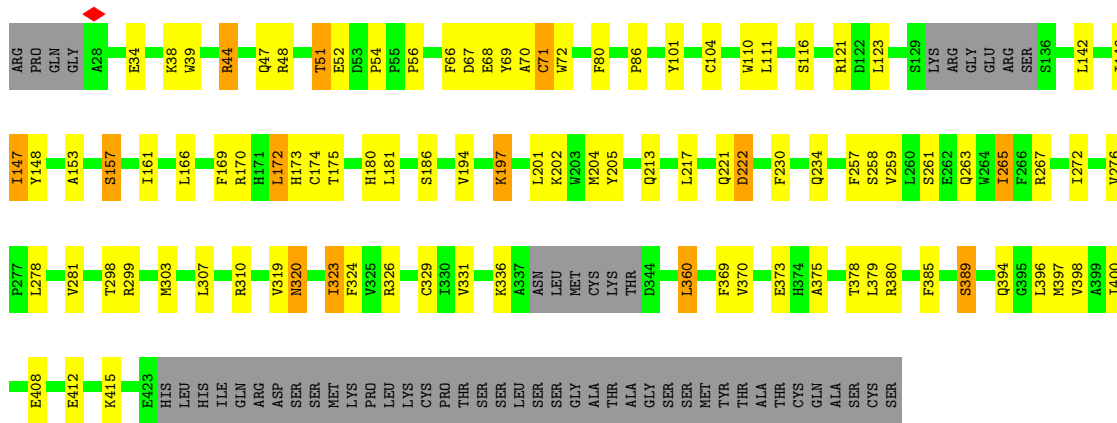 ARG PRO GLN GLY A28 E34 K38 W39 R44 Q47 R48 T51 E52 D53 P54 P55 P56 F66 D67 E68 Y69 A70 C71 W72 F80 P86 Y101 C104 W110 L111 S116 R121 D122 L123 S129 LYS ARG GLY GLU ARG SER S136 L142
I147 Y148 A153 S157 I161 L166 F169 R170 H171 L172 H173 C174 T175 H180 L181 S186 V194 K197 L201 K202 W203 M204 Y205 Q213 L217 Q221 D222 F230 Q234 F257 S258 V259 L260 S261 E262 Q263 W264 I265 F266 R267 I272 V276
P277 L278 V281 T298 R299 M303 L307 R310 V319 N320 I323 F324 V325 R326 C329 I330 V331 K336 A337 ASN LEU MET CYS LYS THR D344 L360 F369 V370 E373 H374 A375 T378 L379 R380 F385 S389 Q394 G395 L396 M397 V398 A399 I400
E408 E412 K415 E423 HIS LEU HIS ILE GLN ARG ASP SER SER MET LYS PRO LEU LYS CYS PRO THR SER SER LEU SER SER GLY ALA THR ALA GLY SER SER MET TYR THR ALA THR CYS GLN ALA SER CYS SER